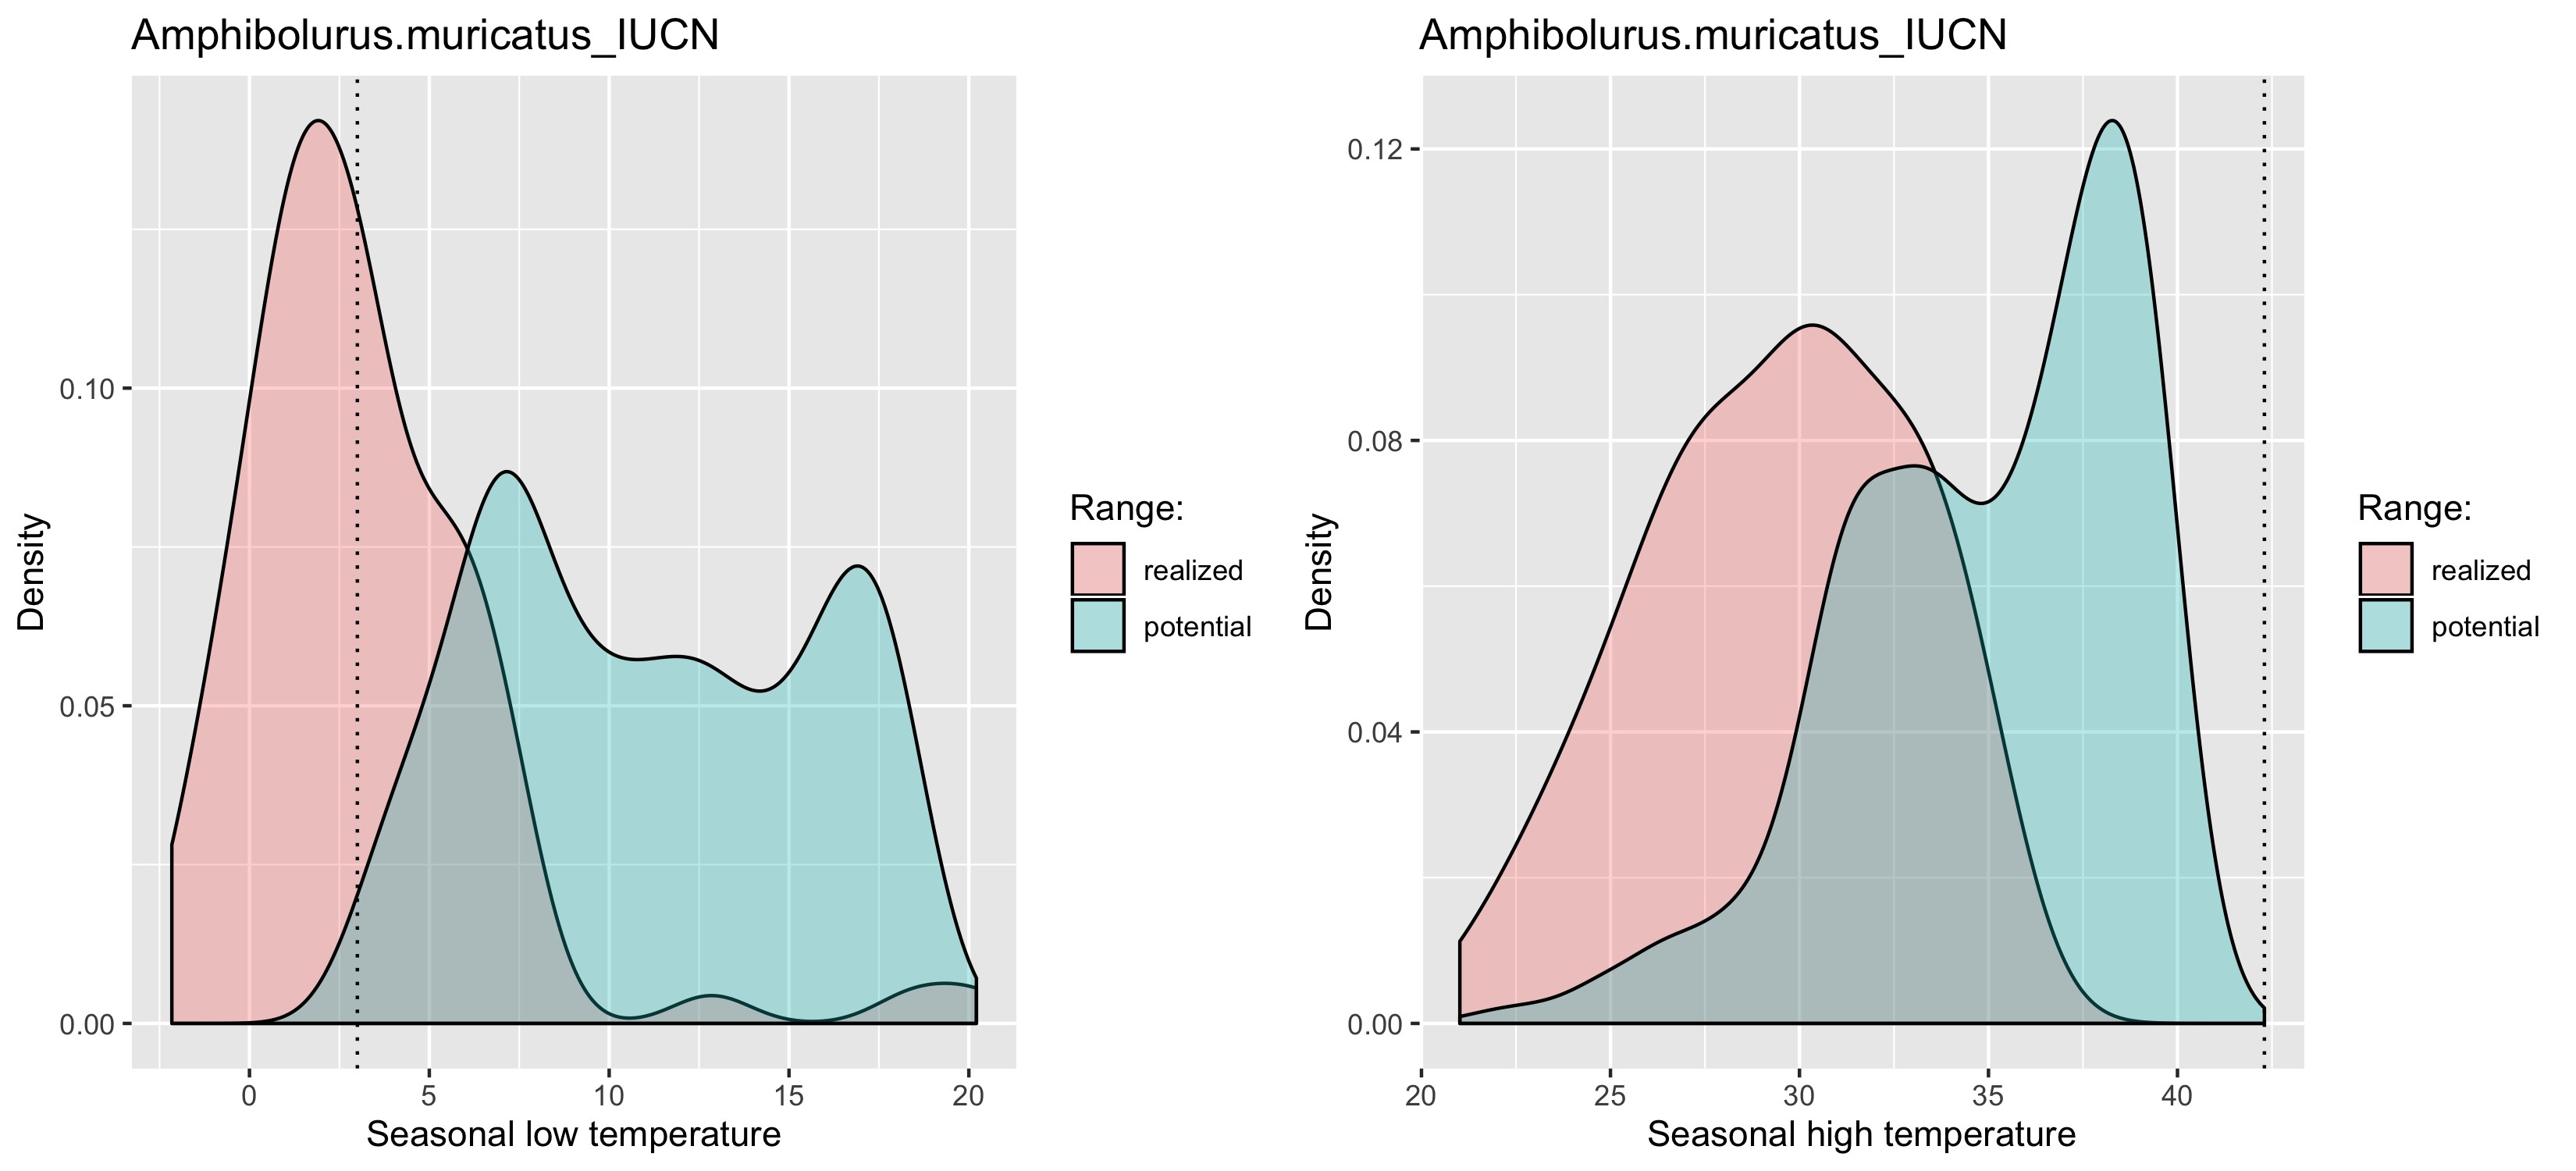 Amphibolurus.muricatus_IUCN
Density
0.10
0.05
0.00
0
5
10
15
20
Seasonal low temperature
Range:
realized
potential
Amphibolurus.muricatus_IUCN
Density
0.12
0.08
0.04
0.00
20
25
30
35
40
Seasonal high temperature
Range:
realized
potential